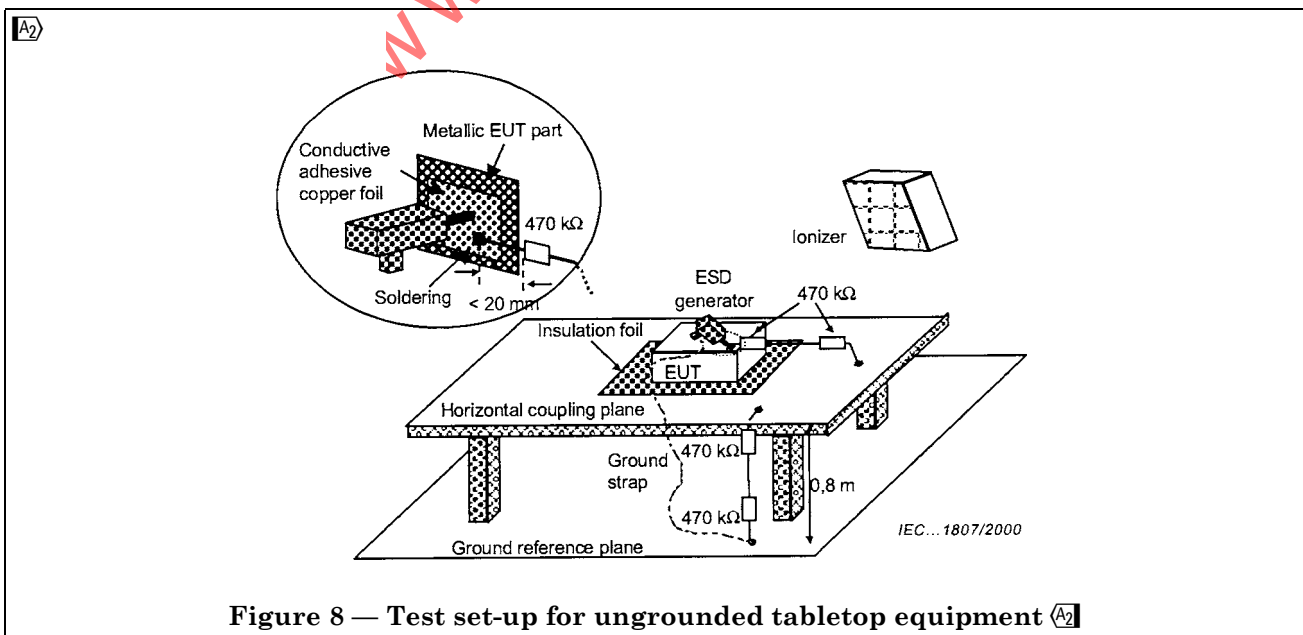 A2
Metallic EUT part
Conductive
adhesive
copper foil
470 kΩ
Soldering
< 20 mm
Ionizer
ESD
generator
470 kΩ
Insulation foil
EUT
Horizontal coupling plane
470 kΩ
Ground
strap
0,8 m
470 kΩ
Ground reference plane
IEC...1807/2000
Figure 8 — Test set-up for ungrounded tabletop equipment A2